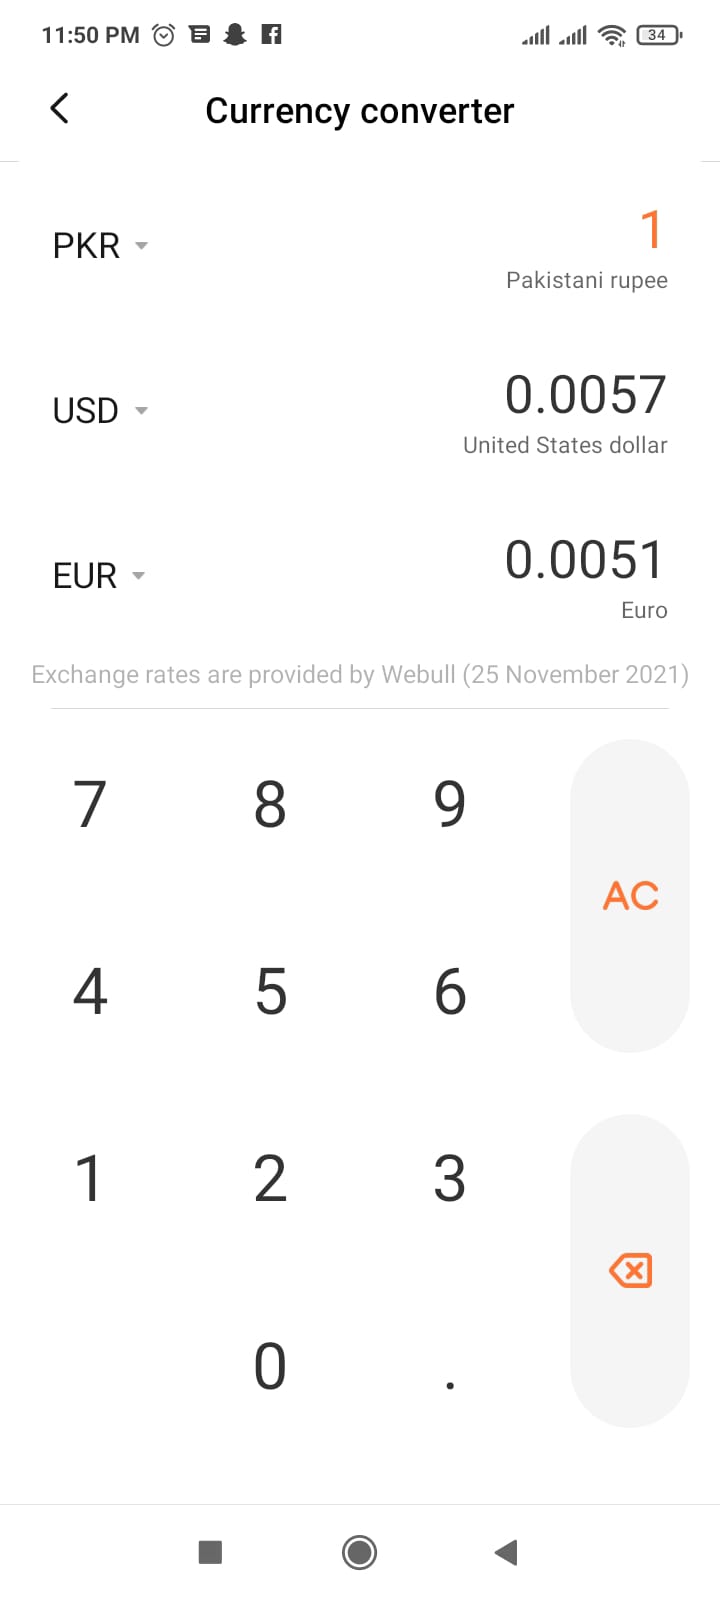 11:50 PM 34
Currency converter
PKR 1
Pakistani rupee
USD 0.0057
United States dollar
EUR 0.0051
Euro
Exchange rates are provided by Webull (25 November 2021)
7 8 9
AC
4 5 6
1 2 3
0 .